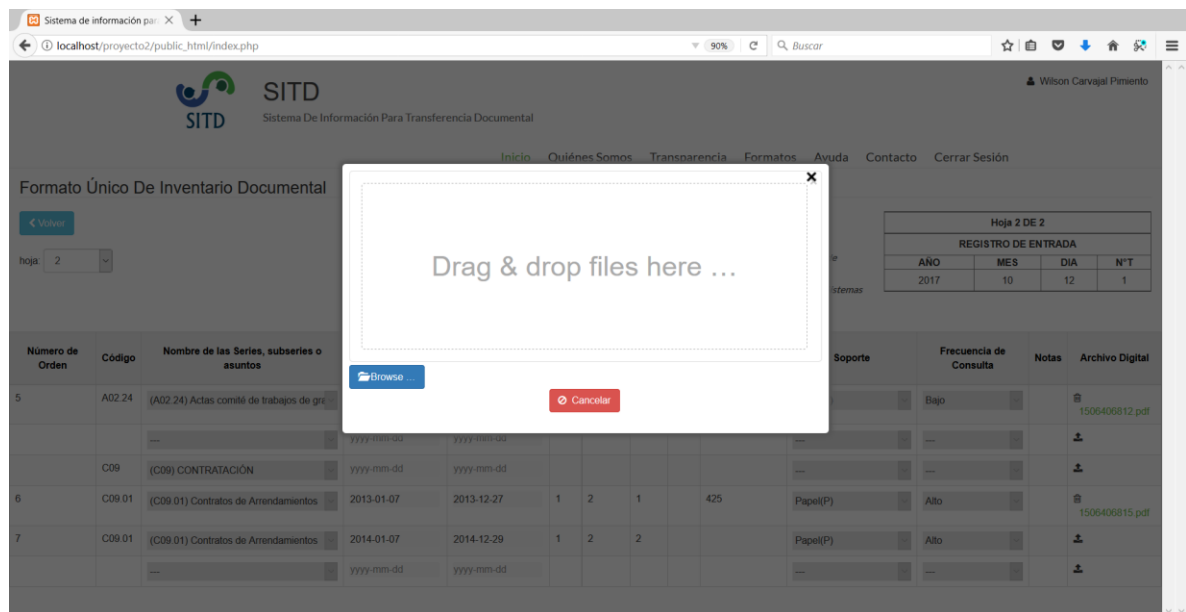 Sistema de información par
localhost/proyecto2/public_html/index.php
90%
Buscar
SITD
SITD
Sistema De Información Para Transferencia Documental
Wilson Carvajal Pimiento
Inicio Quiénes Somos Transparencia Formatos Ayuda Contacto Cerrar Sesión
Formato Único De Inventario Documental
Volver
hoja: 2
Drag & drop files here …
Browse …
Cancelar
Hoja 2 DE 2
REGISTRO DE ENTRADA
AÑO MES DIA N°T
2017 10 12 1
Número de Orden Código Nombre de las Series, subseries o asuntos Soporte Frecuencia de Consulta Notas Archivo Digital
5 A02.24 (A02.24) Actas comité de trabajos de gra Bajo 1506406812.pdf
--- yyyy-mm-dd yyyy-mm-dd --- ---
C09 (C09) CONTRATACIÓN yyyy-mm-dd yyyy-mm-dd --- ---
6 C09.01 (C09.01) Contratos de Arrendamientos 2013-01-07 2013-12-27 1 2 1 425 Papel(P) Alto 1506406815.pdf
7 C09.01 (C09.01) Contratos de Arrendamientos 2014-01-07 2014-12-29 1 2 2 Papel(P) Alto
--- yyyy-mm-dd yyyy-mm-dd --- ---